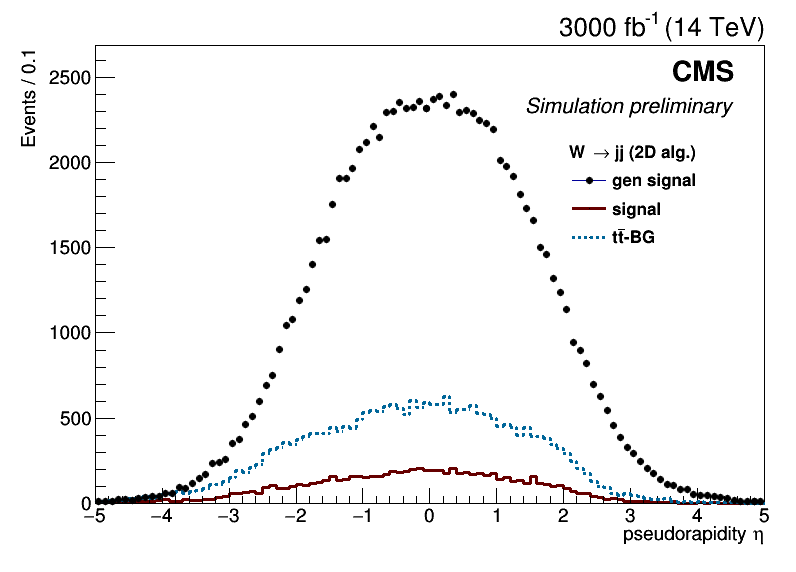 3000 fb⁻¹ (14 TeV)
Events / 0.1
CMS
Simulation preliminary
W → jj (2D alg.)
gen signal
signal
tt̄-BG
2500
2000
1500
1000
500
0
−5 −4 −3 −2 −1 0 1 2 3 4 5
pseudorapidity η